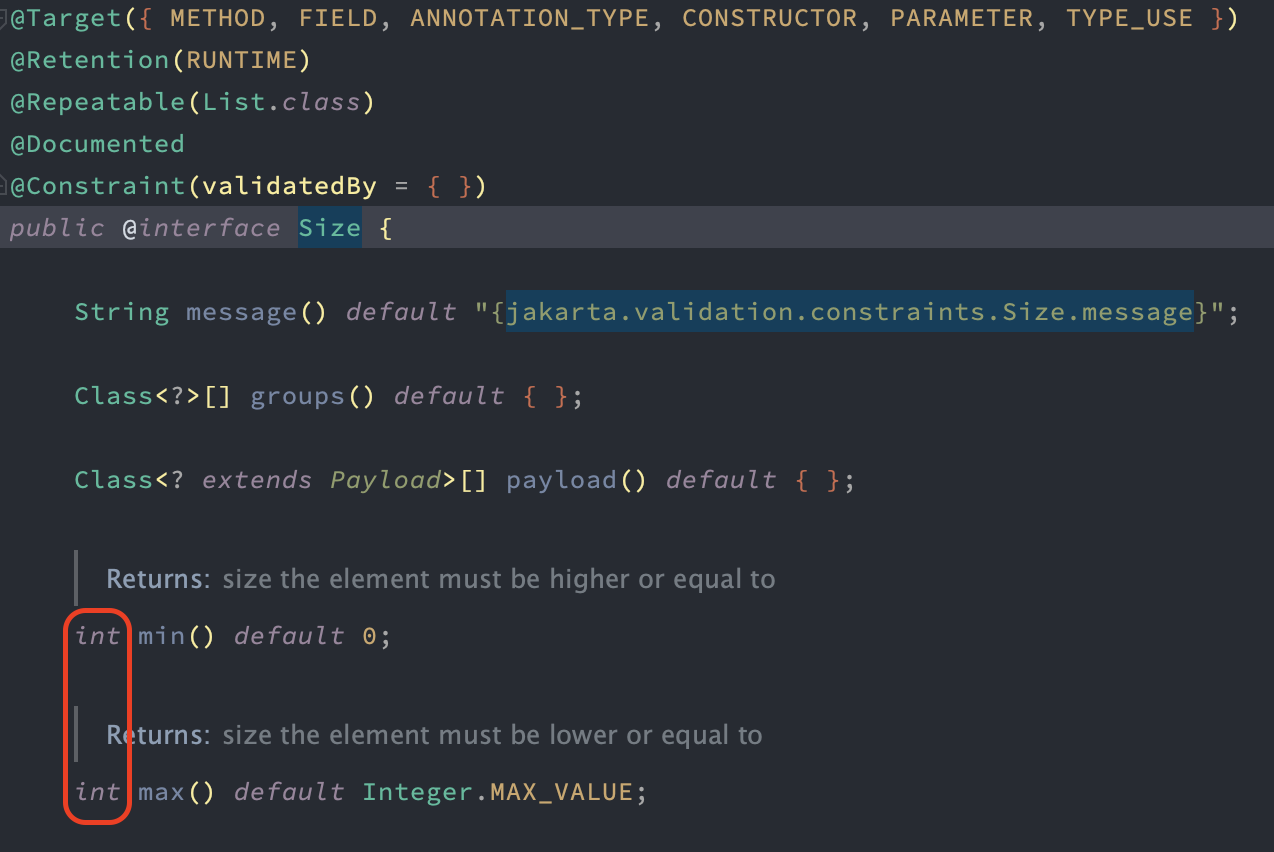 @Target({ METHOD, FIELD, ANNOTATION_TYPE, CONSTRUCTOR, PARAMETER, TYPE_USE })
@Retention(RUNTIME)
@Repeatable(List.class)
@Documented
@Constraint(validatedBy = { })
public @interface Size {
String message() default "{jakarta.validation.constraints.Size.message}";
Class<?>[] groups() default { };
Class<? extends Payload>[] payload() default { };
Returns: size the element must be higher or equal to
int min() default 0;
Returns: size the element must be lower or equal to
int max() default Integer.MAX_VALUE;